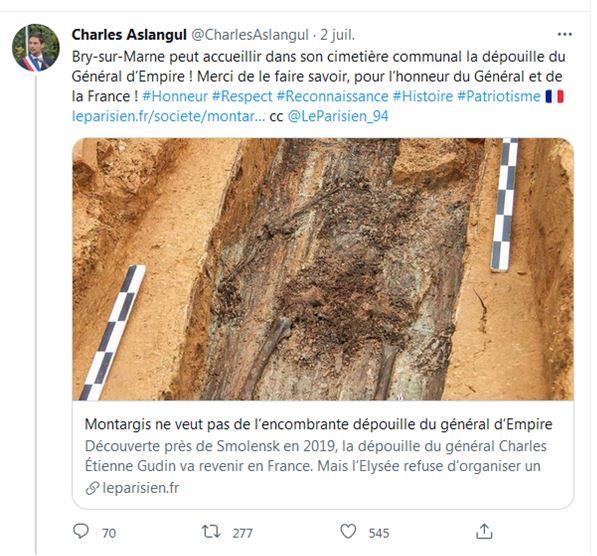 Charles Aslangul @CharlesAslangul · 2 juil.
Bry-sur-Marne peut accueillir dans son cimetière communal la dépouille du
Général d’Empire ! Merci de le faire savoir, pour l’honneur du Général et de
la France ! #Honneur #Respect #Reconnaissance #Histoire #Patriotisme 🇫🇷
leparisien.fr/societe/montar... cc @LeParisien_94
Montargis ne veut pas de l’encombrante dépouille du général d’Empire
Découverte près de Smolensk en 2019, la dépouille du général Charles
Étienne Gudin va revenir en France. Mais l’Elysée refuse d’organiser un
leparisien.fr
70 277 545